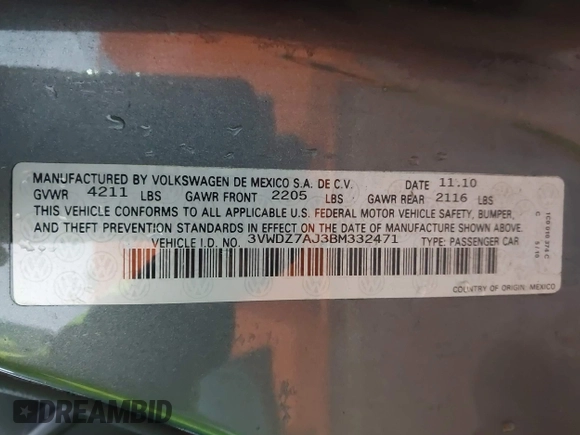 MANUFACTURED BY VOLKSWAGEN DE MEXICO S.A. DE C.V. DATE 11.10
GVWR 4211 LBS GAWR FRONT 2205 LBS GAWR REAR 2116 LBS
THIS VEHICLE CONFORMS TO ALL APPLICABLE U.S. FEDERAL MOTOR VEHICLE SAFETY, BUMPER,
AND THEFT PREVENTION STANDARDS IN EFFECT ON THE DATE OF MANUFACTURE SHOWN ABOVE.
VEHICLE I.D. NO. 3VWDZ7AJ3BM332471 TYPE: PASSENGER CAR
COUNTRY OF ORIGIN: MEXICO
DREAMBID